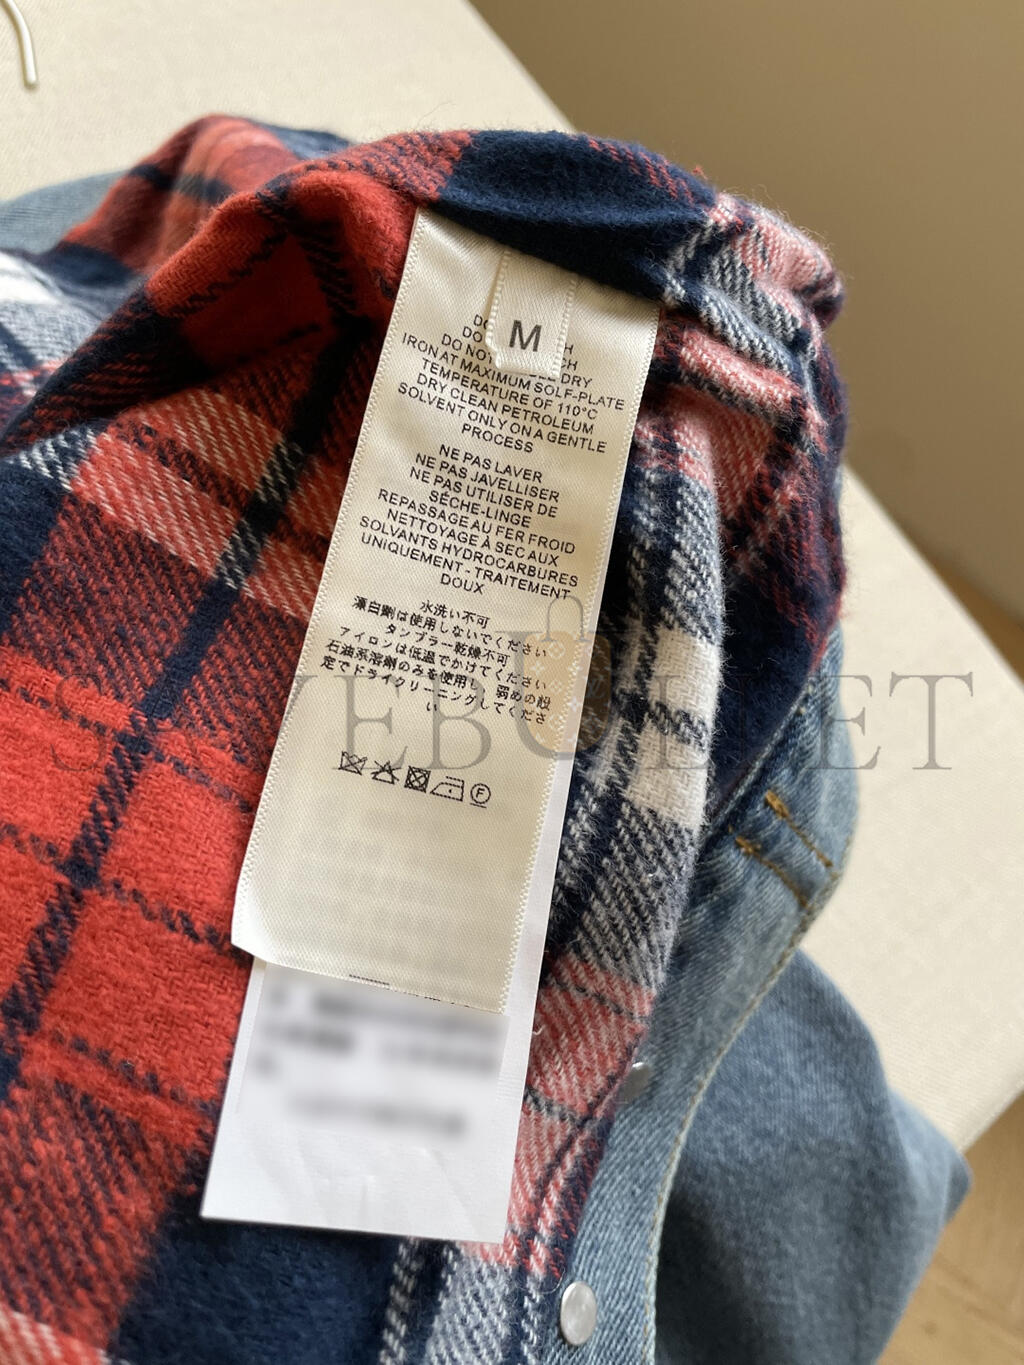 M
DO
H
DO
CH
DO NOT
DRY
IRON AT MAXIMUM SOLF-PLATE
TEMPERATURE OF 110°C
DRY CLEAN PETROLEUM
SOLVENT ONLY ON A GENTLE
PROCESS
NE PAS LAVER
NE PAS JAVELLISER
NE PAS UTILISER DE
SÈCHE-LINGE
REPASSAGE AU FER FROID
NETTOYAGE À SEC AUX
SOLVANTS HYDROCARBURES
UNIQUEMENT - TRAITEMENT
DOUX
水洗い不可
漂白剤は使用しないでください
タンブラー乾燥不可
アイロンは低温でかけてください
石油系溶剤のみを使用し、弱めの設
定でドライクリーニングしてくださ
い
F